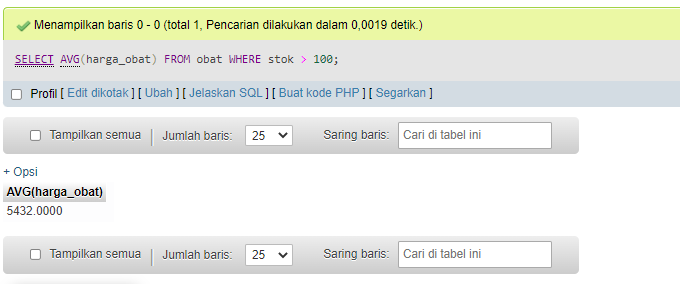 Menampilkan baris 0 - 0 (total 1, Pencarian dilakukan dalam 0,0019 detik.)
SELECT AVG(harga_obat) FROM obat WHERE stok > 100;
Profil [ Edit dikotak ] [ Ubah ] [ Jelaskan SQL ] [ Buat kode PHP ] [ Segarkan ]
Tampilkan semua | Jumlah baris: 25 Saring baris: Cari di tabel ini
+ Opsi
AVG(harga_obat)
5432.0000
Tampilkan semua | Jumlah baris: 25 Saring baris: Cari di tabel ini